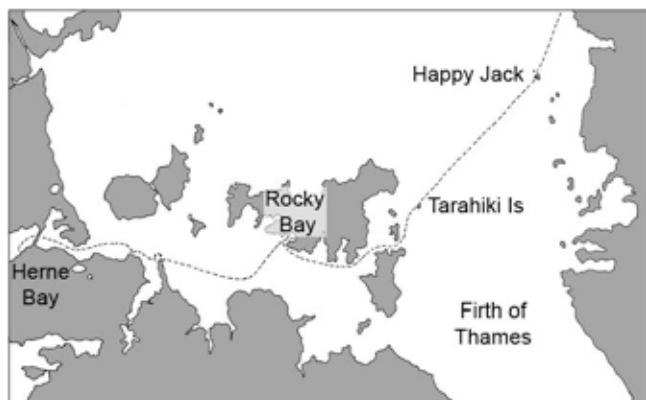 Happy Jack
Rocky
Bay
Tarahiki Is
Herne
Bay
Firth of
Thames